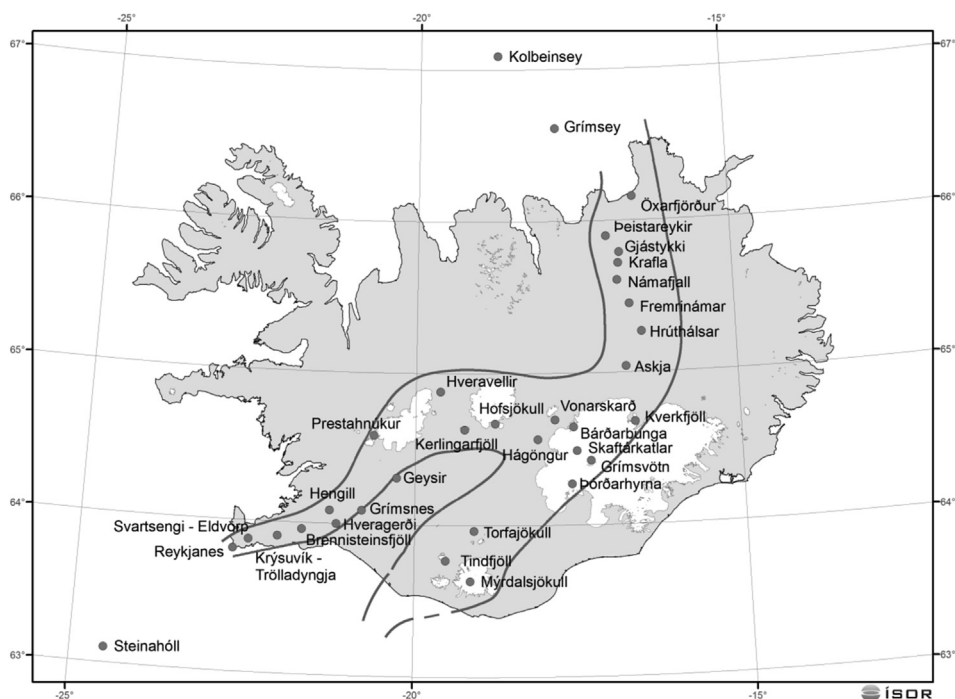 -25°
-20°
-15°
67°
67°
Kolbeinsey
Grímsey
66°
66°
Öxarfjörður
Þeistareykir
Gjástykki
Krafla
Námafjall
Fremrinámar
Hrúthálsar
65°
65°
Askja
Hveravellir
Hofsjökull
Vonarskarð
Kverkfjöll
Prestahnúkur
Kerlingarfjöll
Bárðarbunga
Hágöngur
Skaftárkatlar
Grímsvötn
Geysir
Þórðarhyrna
Hengill
64°
64°
Grímsnes
Svartsengi - Eldvörp
Hveragerði
Brennisteinsfjöll
Torfajökull
Reykjanes
Krýsuvík -
Trölladyngja
Tindfjöll
Mýrdalsjökull
Steinahóll
63°
63°
-25°
-20°
-15°
ÍSOR